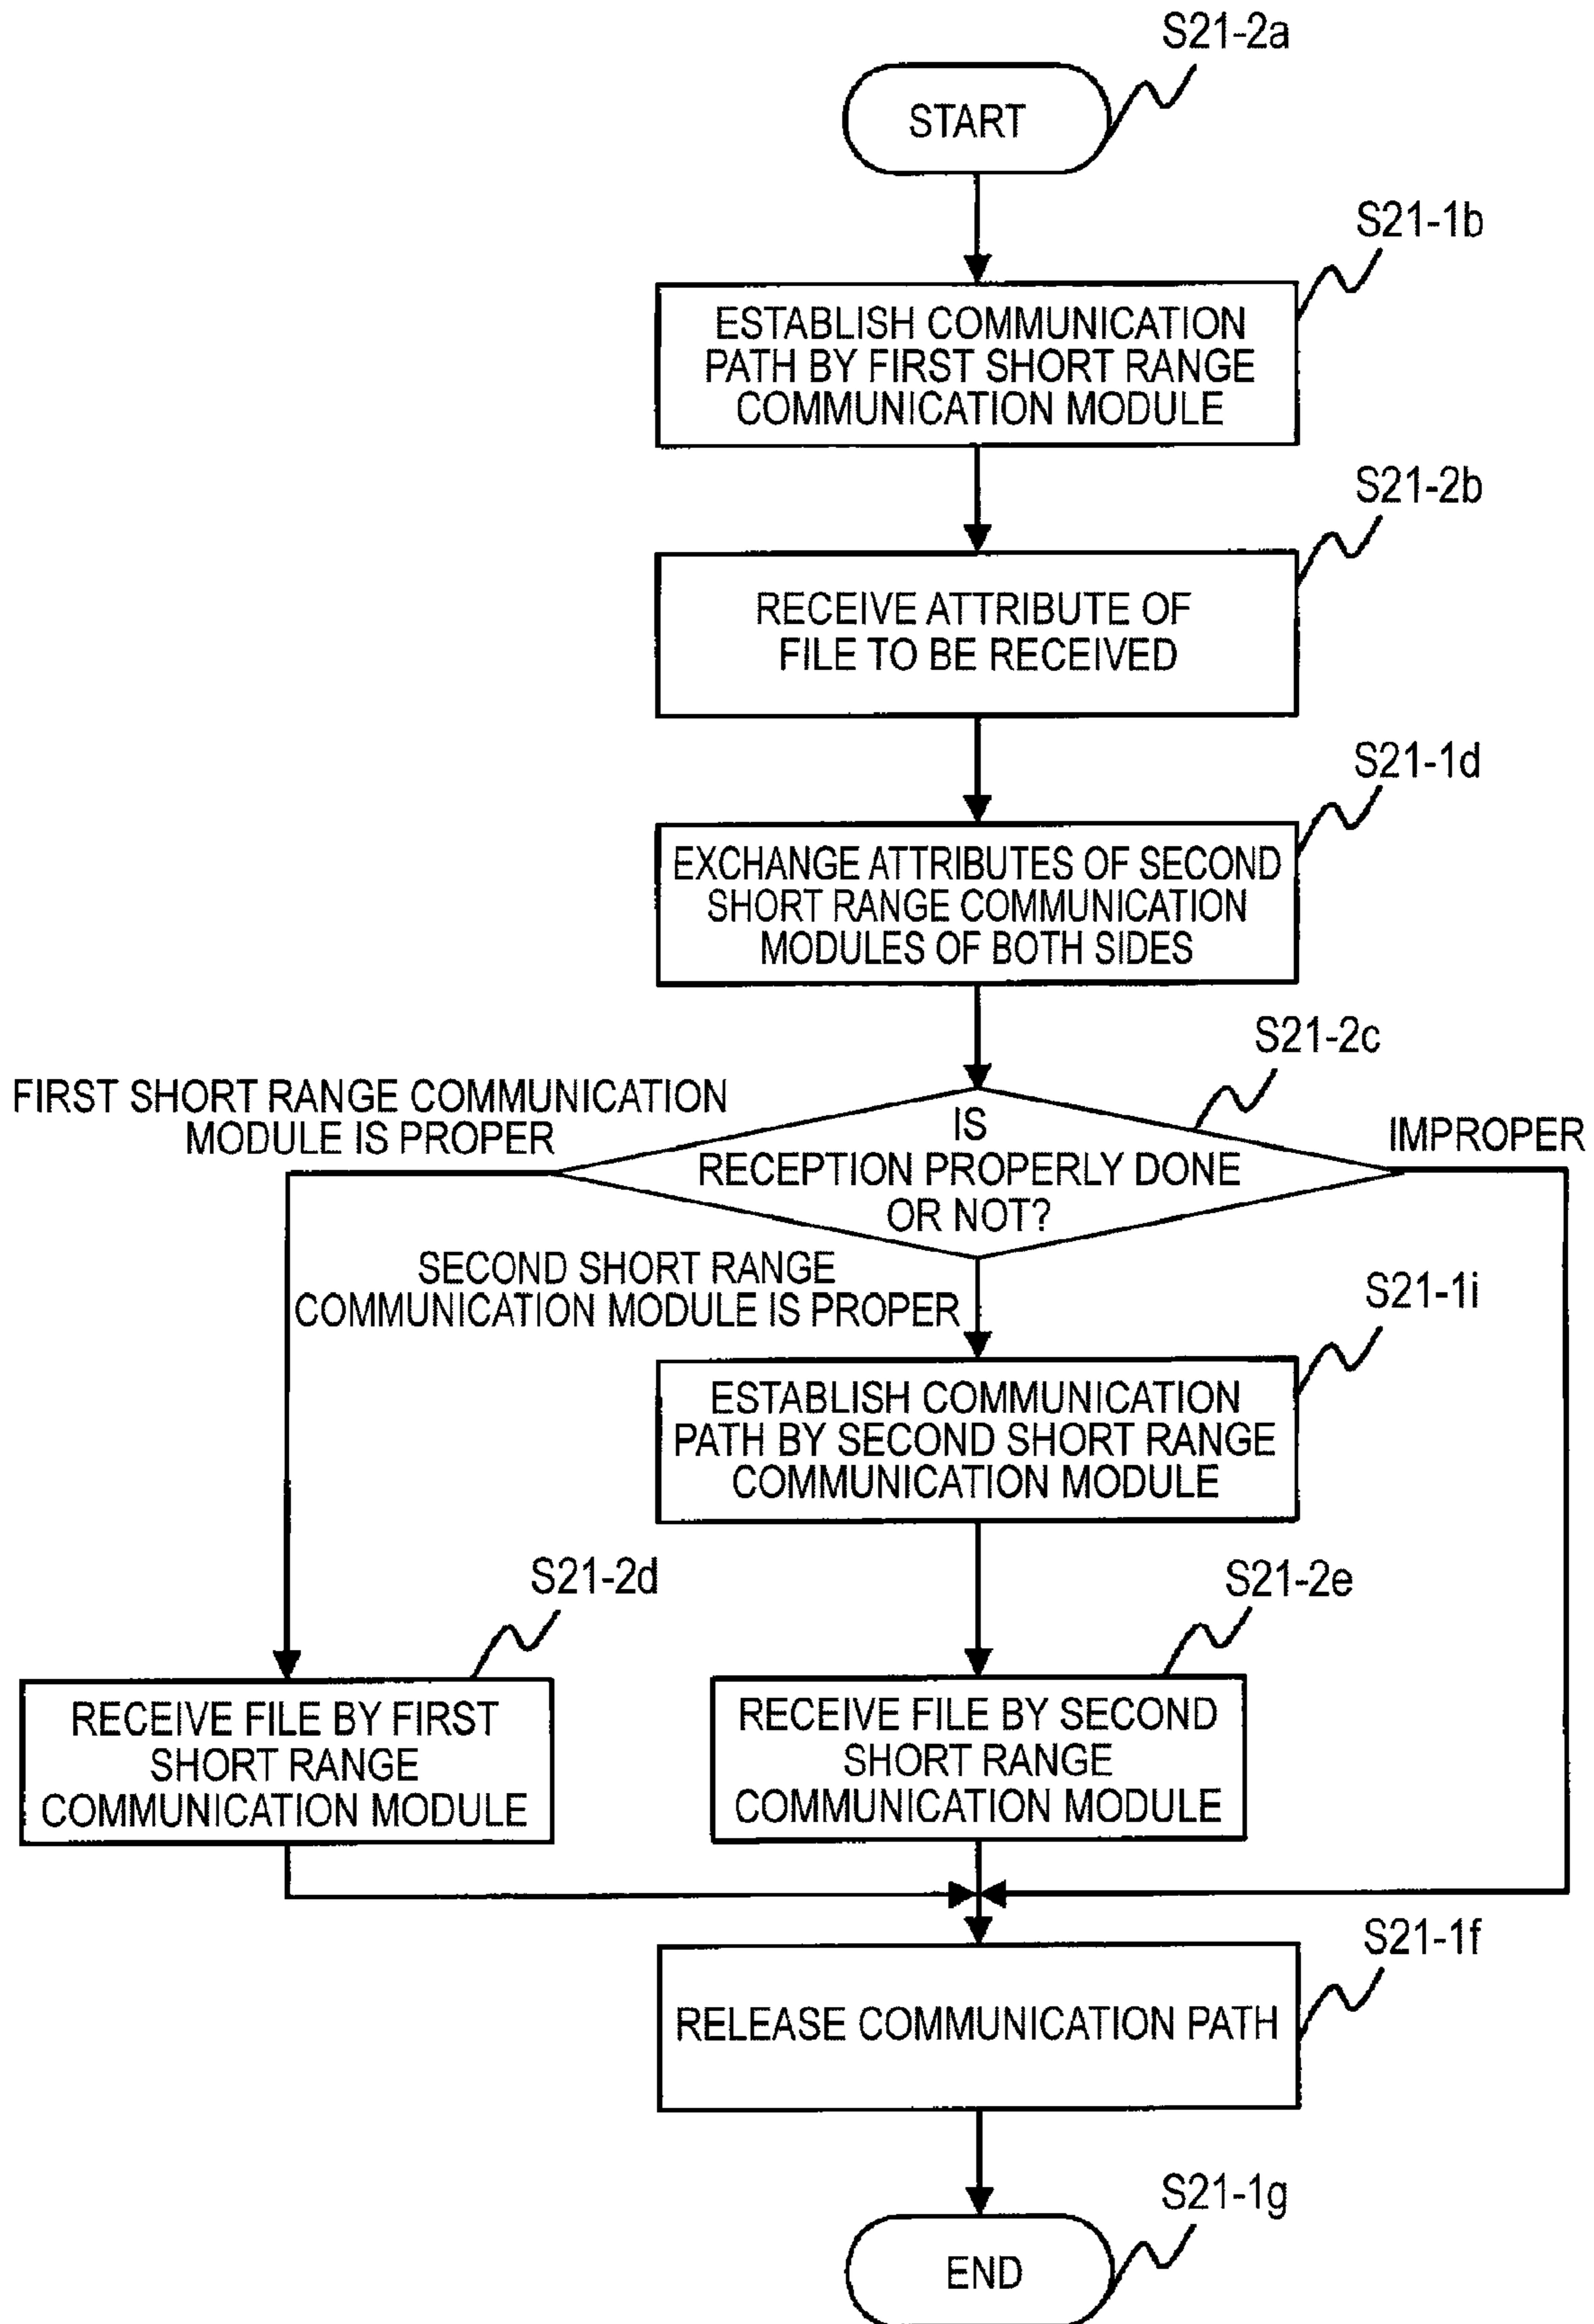 S21-2a
START
S21-1b
ESTABLISH COMMUNICATION
PATH BY FIRST SHORT RANGE
COMMUNICATION MODULE
S21-2b
RECEIVE ATTRIBUTE OF
FILE TO BE RECEIVED
S21-1d
EXCHANGE ATTRIBUTES OF SECOND
SHORT RANGE COMMUNICATION
MODULES OF BOTH SIDES
S21-2c
FIRST SHORT RANGE COMMUNICATION
MODULE IS PROPER
IS
RECEPTION PROPERLY DONE
OR NOT?
IMPROPER
SECOND SHORT RANGE
COMMUNICATION MODULE IS PROPER
S21-1i
ESTABLISH COMMUNICATION
PATH BY SECOND SHORT RANGE
COMMUNICATION MODULE
S21-2d
RECEIVE FILE BY FIRST
SHORT RANGE
COMMUNICATION MODULE
S21-2e
RECEIVE FILE BY SECOND
SHORT RANGE
COMMUNICATION MODULE
S21-1f
RELEASE COMMUNICATION PATH
S21-1g
END